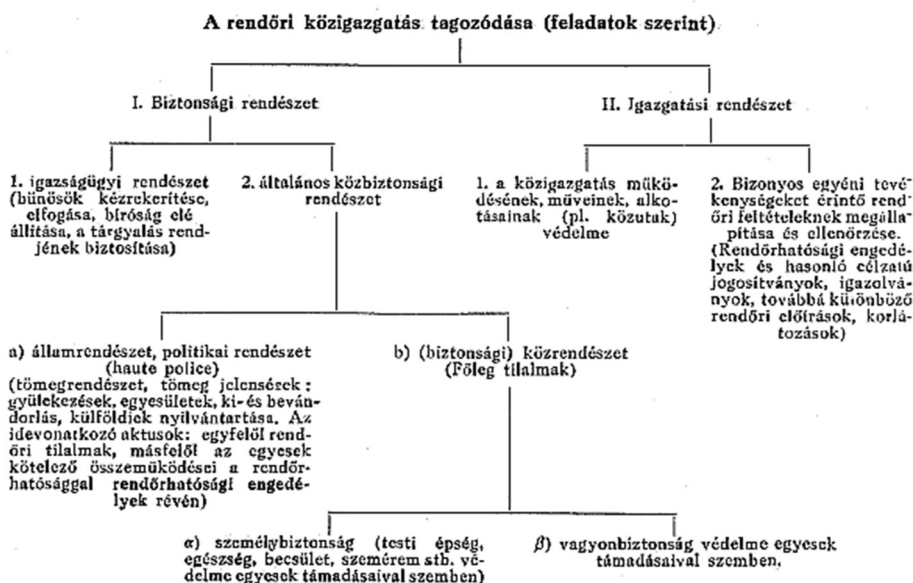 A rendőri közigazgatás tagozódása (feladatok szerint)
I. Biztonsági rendészet
II. Igazgatási rendészet
1. igazságügyi rendészet
(bűnösök kézrekerítése,
elfogása, bíróság elé
állítása, a tárgyalás rend-
jének biztosítása)
2. általános közbiztonsági
rendészet
1. a közigazgatás műkö-
désének, műveinek, alko-
tásainak (pl. közutak)
védelme
2. Bizonyos egyéni tevé-
kenységeket érintő rend-
őri feltételeknek megálla-
pítása és ellenőrzése.
(Rendőrhatósági engedé-
lyek és hasonló célzatú
jogosítványok, igazolvá-
nyok, továbbá különböző
rendőri előírások, korlá-
tozások)
a) államrendészet, politikai rendészet
(haute police)
(tömegrendészet, tömeg jelenségek:
gyülekezések, egyesületek, ki- és beván-
dorlás, külföldiek nyilvántartása. Az
idevonatkozó aktusok: egyfelől rend-
őri tilalmak, másfelől az egyesek
kötelező összeműködései a rendőr-
hatósággal rendőrhatósági engedé-
lyek révén)
b) (biztonsági) közrendészet
(Főleg tilalmak)
α) személybiztonság (testi épség,
egészség, becsület, szemérem stb. vé-
delme egyesek támadásaival szemben)
β) vagyonbiztonság védelme egyesek
támadásaival szemben.